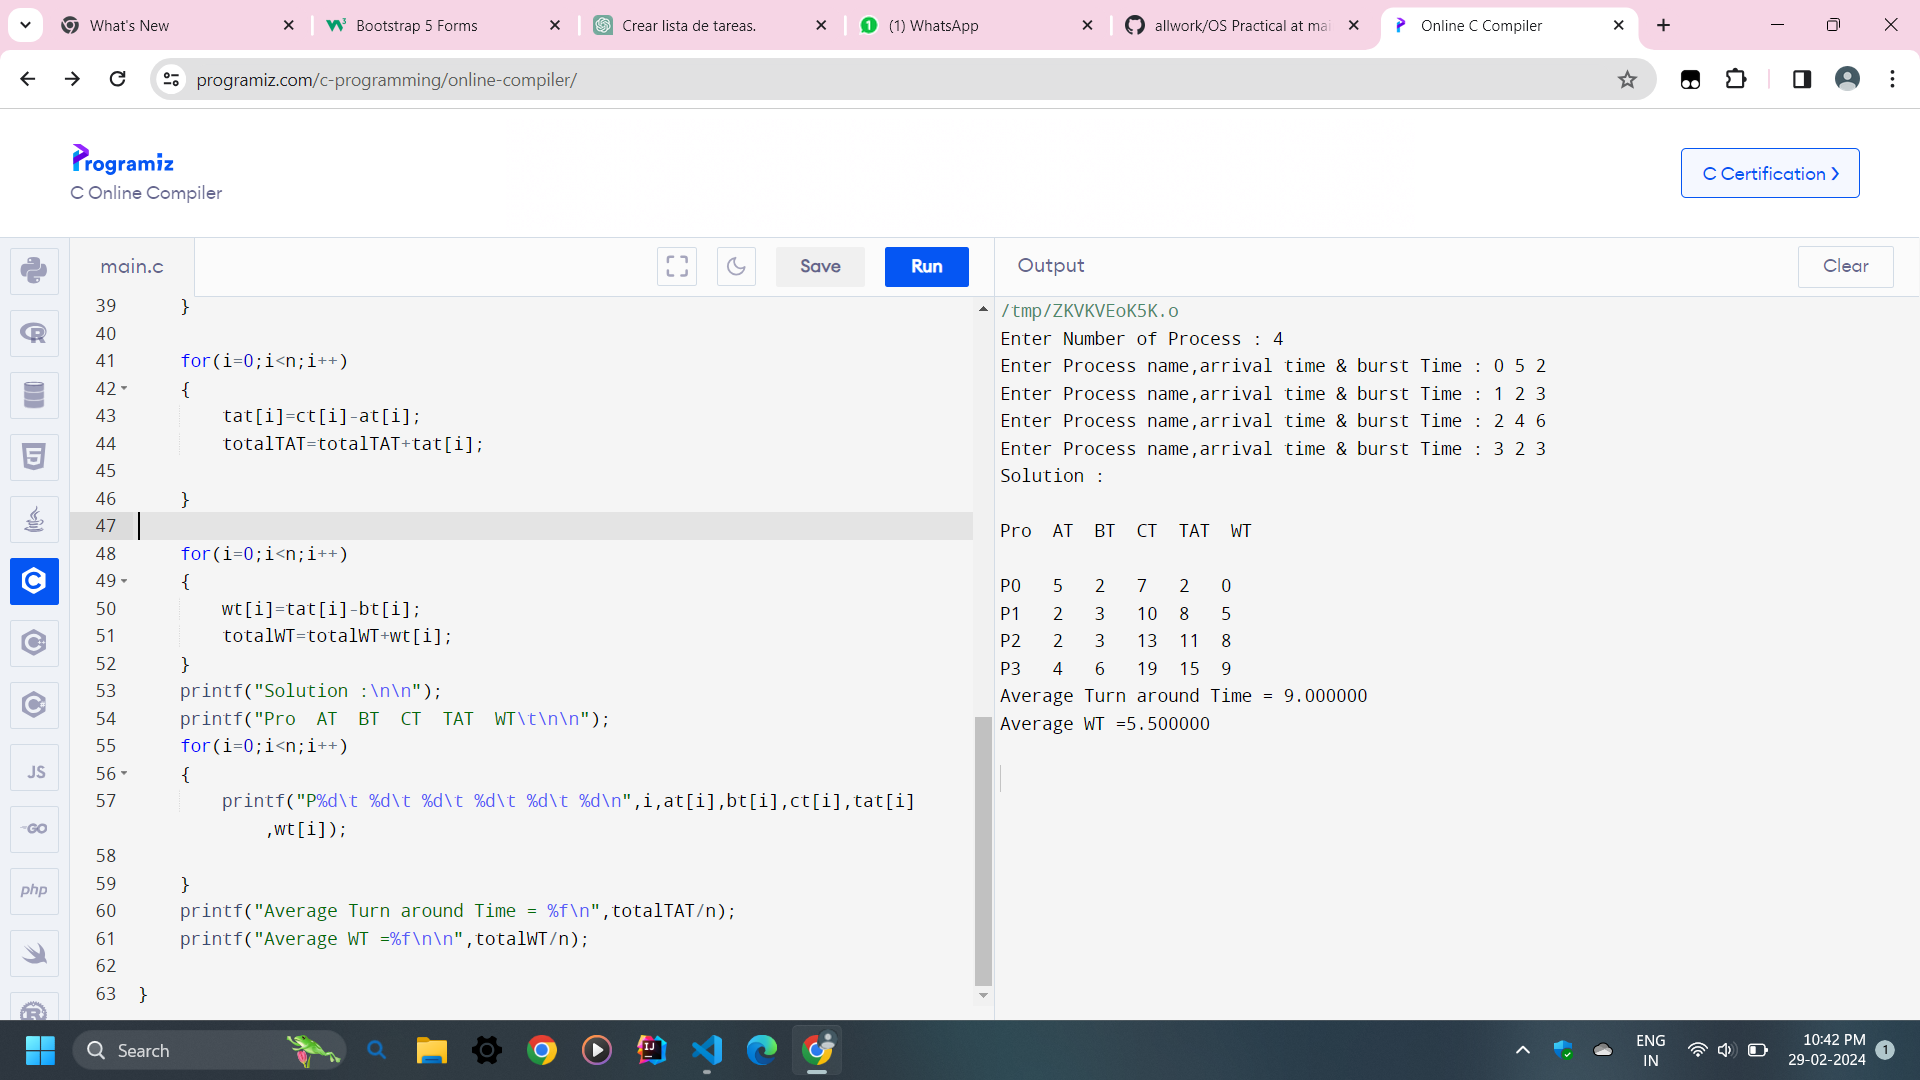 What's New
Bootstrap 5 Forms
Crear lista de tareas.
(1) WhatsApp
allwork/OS Practical at mai
Online C Compiler
programiz.com/c-programming/online-compiler/
Programiz
C Online Compiler
C Certification >
main.c
Save
Run
Output
Clear
39 }
40
41 for(i=0;i<n;i++)
42 {
43 tat[i]=ct[i]-at[i];
44 totalTAT=totalTAT+tat[i];
45
46 }
47
48 for(i=0;i<n;i++)
49 {
50 wt[i]=tat[i]-bt[i];
51 totalWT=totalWT+wt[i];
52 }
53 printf("Solution :\n\n");
54 printf("Pro  AT  BT  CT  TAT  WT\t\n\n");
55 for(i=0;i<n;i++)
56 {
57 printf("P%d\t %d\t %d\t %d\t %d\t %d\n",i,at[i],bt[i],ct[i],tat[i]
,wt[i]);
58
59 }
60 printf("Average Turn around Time = %f\n",totalTAT/n);
61 printf("Average WT =%f\n\n",totalWT/n);
62
63 }
/tmp/ZKVKVEoK5K.o
Enter Number of Process : 4
Enter Process name,arrival time & burst Time : 0 5 2
Enter Process name,arrival time & burst Time : 1 2 3
Enter Process name,arrival time & burst Time : 2 4 6
Enter Process name,arrival time & burst Time : 3 2 3
Solution :
Pro  AT  BT  CT  TAT  WT
P0   5   2   7   2   0
P1   2   3   10  8   5
P2   2   3   13  11  8
P3   4   6   19  15  9
Average Turn around Time = 9.000000
Average WT =5.500000
JS
GO
php
Search
ENG
IN
10:42 PM
29-02-2024
1